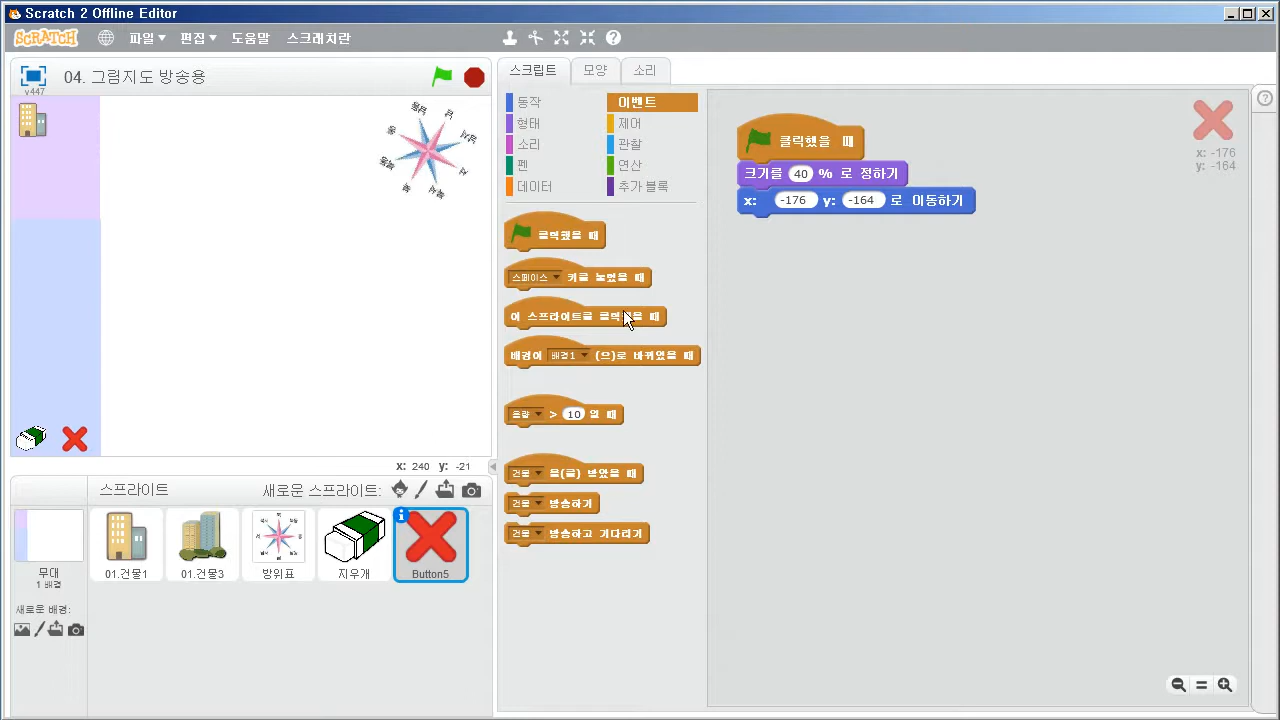 Scratch 2 Offline Editor
SCRATCH 파일 편집 도움말 스크래치란
v447 04. 그림지도 방송용
스크립트 모양 소리
동작 이벤트
형태 제어
소리 관찰
펜 연산
데이터 추가 블록
클릭했을 때
스페이스 키를 눌렀을 때
이 스프라이트를 클릭했을 때
배경이 배경1 (으)로 바뀌었을 때
음량 > 10 일 때
건물 을(를) 받았을 때
건물 방송하기
건물 방송하고 기다리기
클릭했을 때
크기를 40 % 로 정하기
x: -176 y: -164 로 이동하기
x: -176
y: -164
x: 240 y: -21
스프라이트 새로운 스프라이트:
무대
1 배경
새로운 배경:
01.건물1 01.건물3 방위표 지우개 Button5